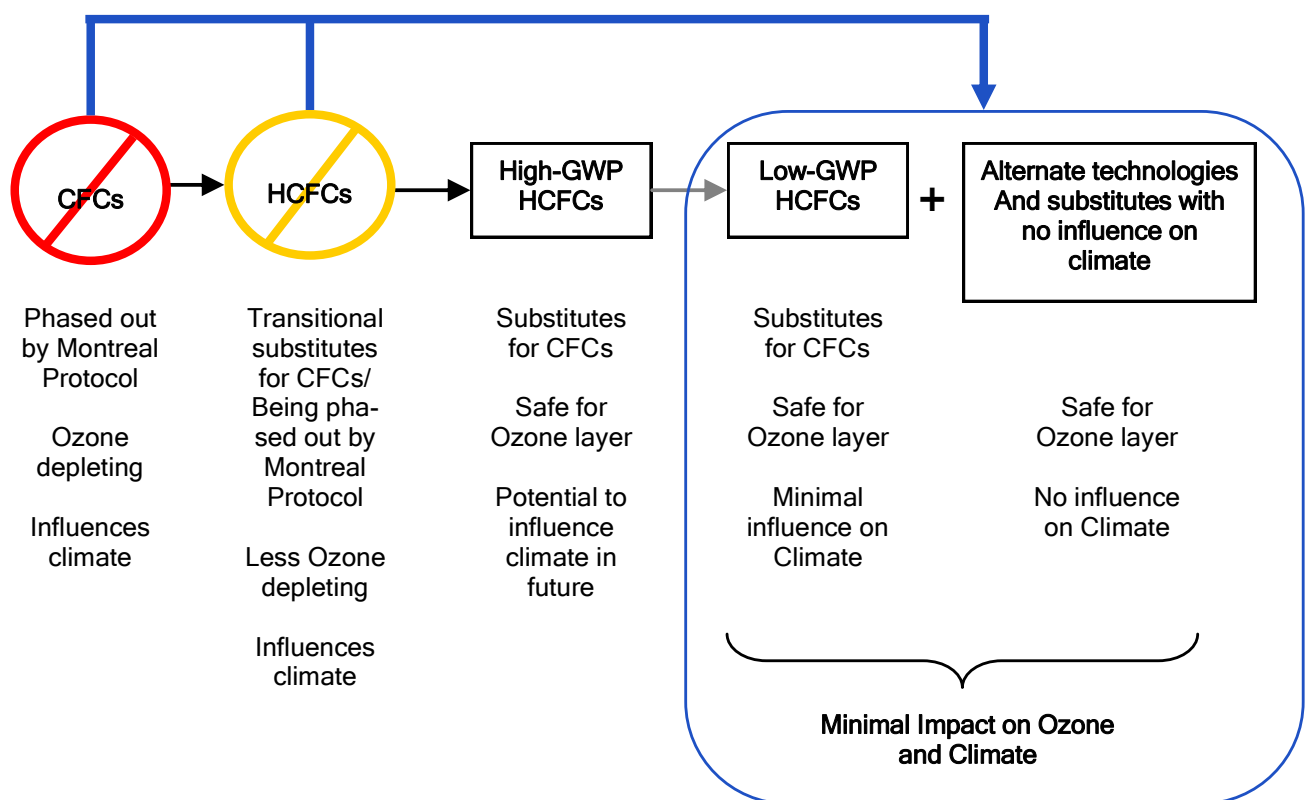 CFCs
HCFCs
High-GWP
HCFCs
Low-GWP
HCFCs
+
Alternate technologies
And substitutes with
no influence on
climate
Phased out
by Montreal
Protocol
Ozone
depleting
Influences
climate
Transitional
substitutes
for CFCs/
Being pha-
sed out by
Montreal
Protocol
Less Ozone
depleting
Influences
climate
Substitutes
for CFCs
Safe for
Ozone layer
Potential to
influence
climate in
future
Substitutes
for CFCs
Safe for
Ozone layer
Minimal
influence on
Climate
Safe for
Ozone layer
No influence
on Climate
Minimal Impact on Ozone
and Climate